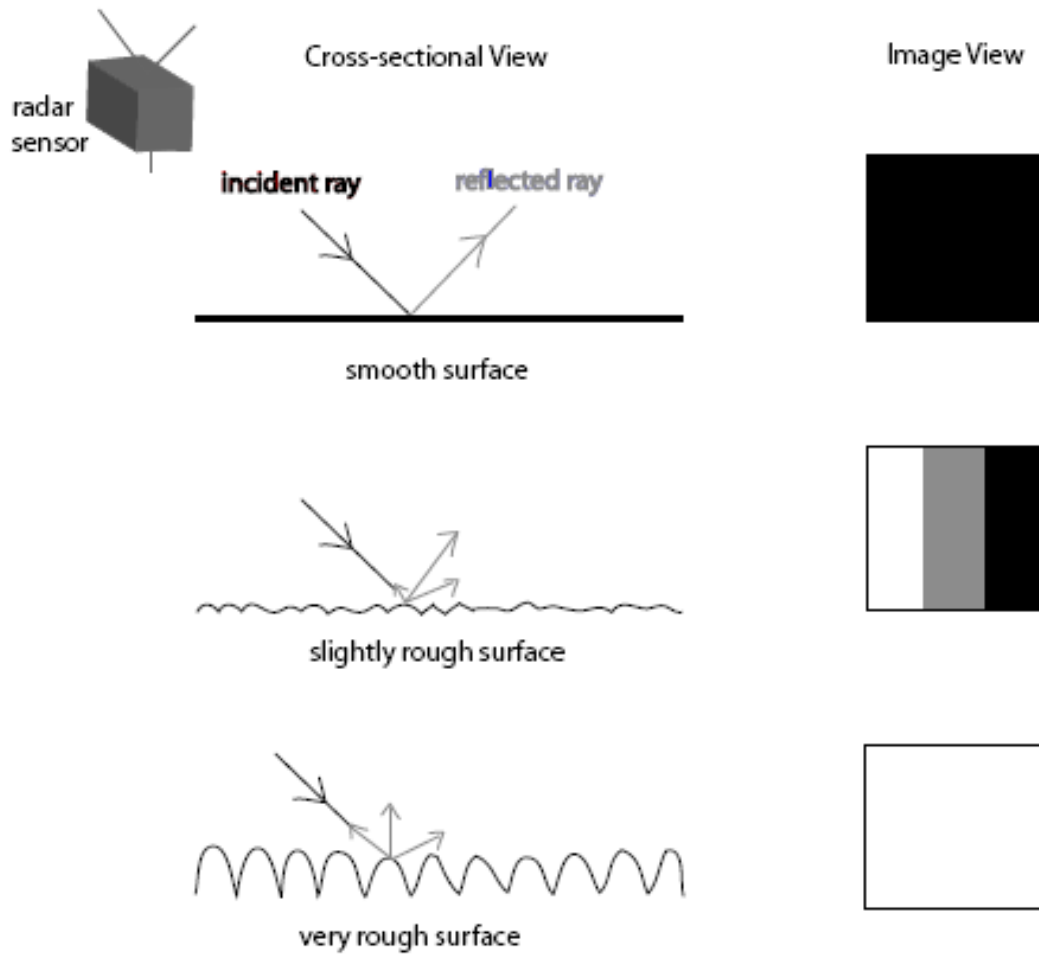 Cross-sectional View
Image View
radar
sensor
incident ray
reflected ray
smooth surface
slightly rough surface
very rough surface